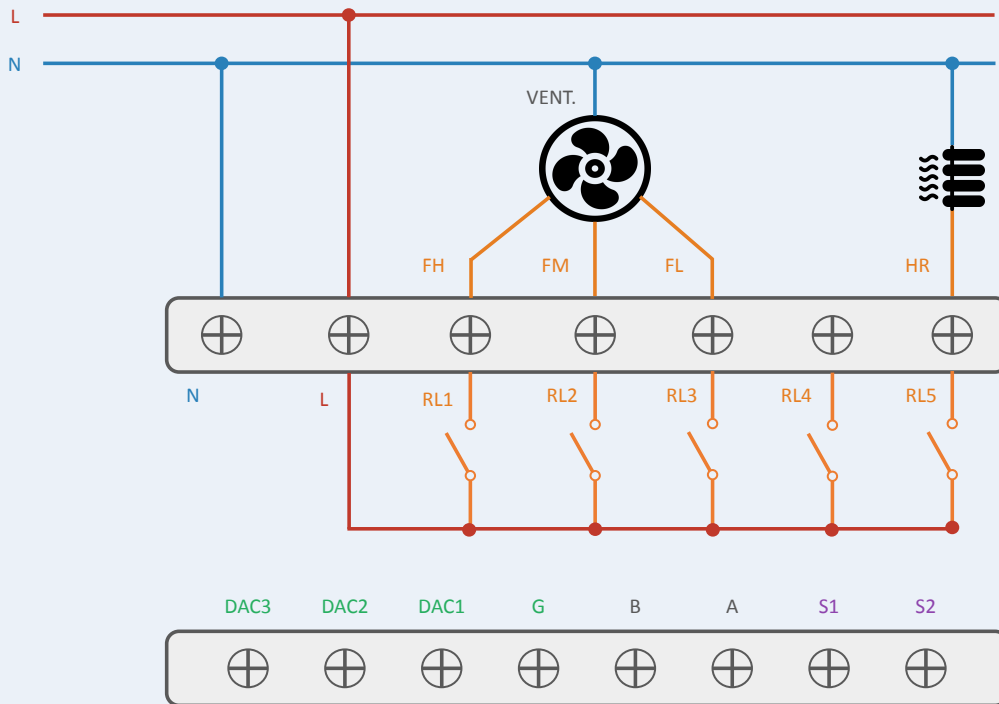 L
N
VENT.
FH FM FL HR
N L RL1 RL2 RL3 RL4 RL5
DAC3 DAC2 DAC1 G B A S1 S2